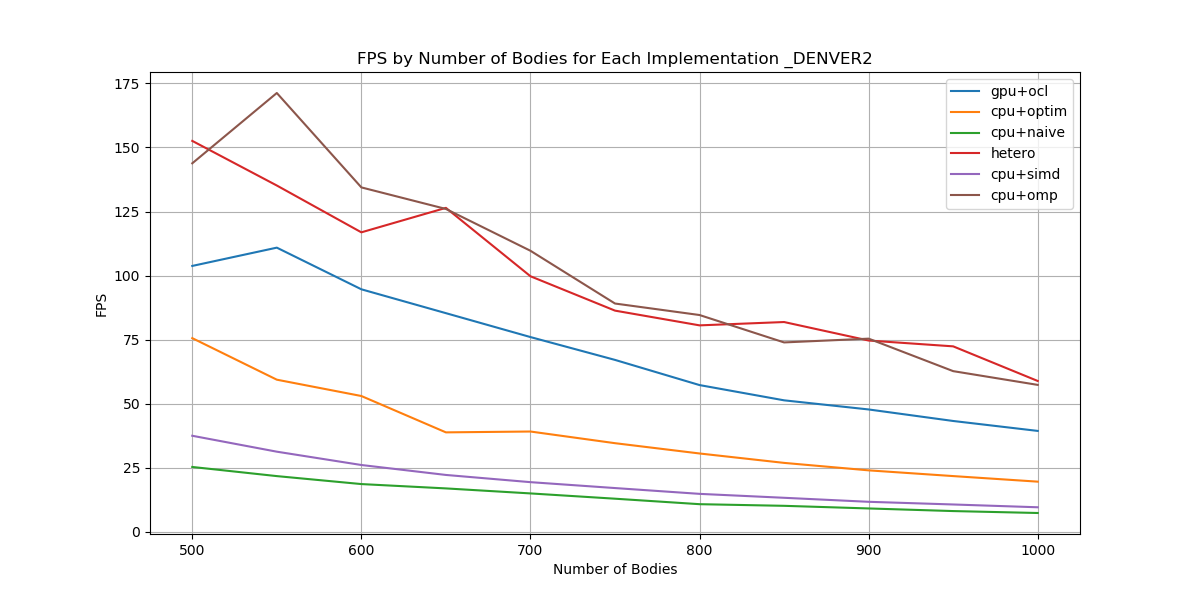 FPS by Number of Bodies for Each Implementation _DENVER2
175
150
125
100
75
50
25
0
FPS
gpu+ocl
cpu+optim
cpu+naive
hetero
cpu+simd
cpu+omp
500 600 700 800 900 1000
Number of Bodies